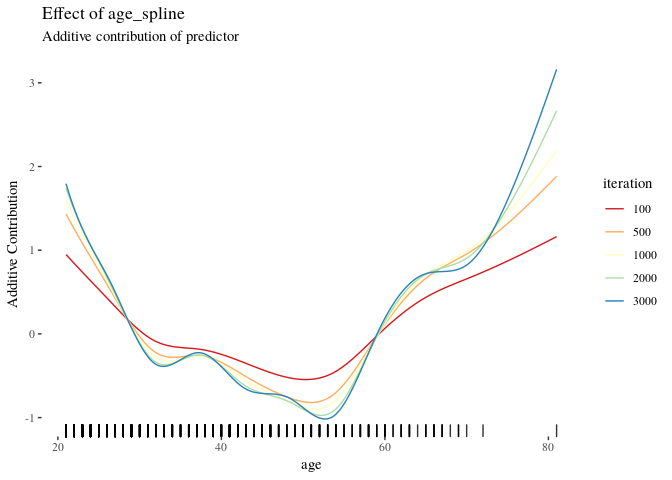 Effect of age_spline
Additive contribution of predictor
3
2
1
0
-1
Additive Contribution
20
40
60
80
age
iteration
100
500
1000
2000
3000